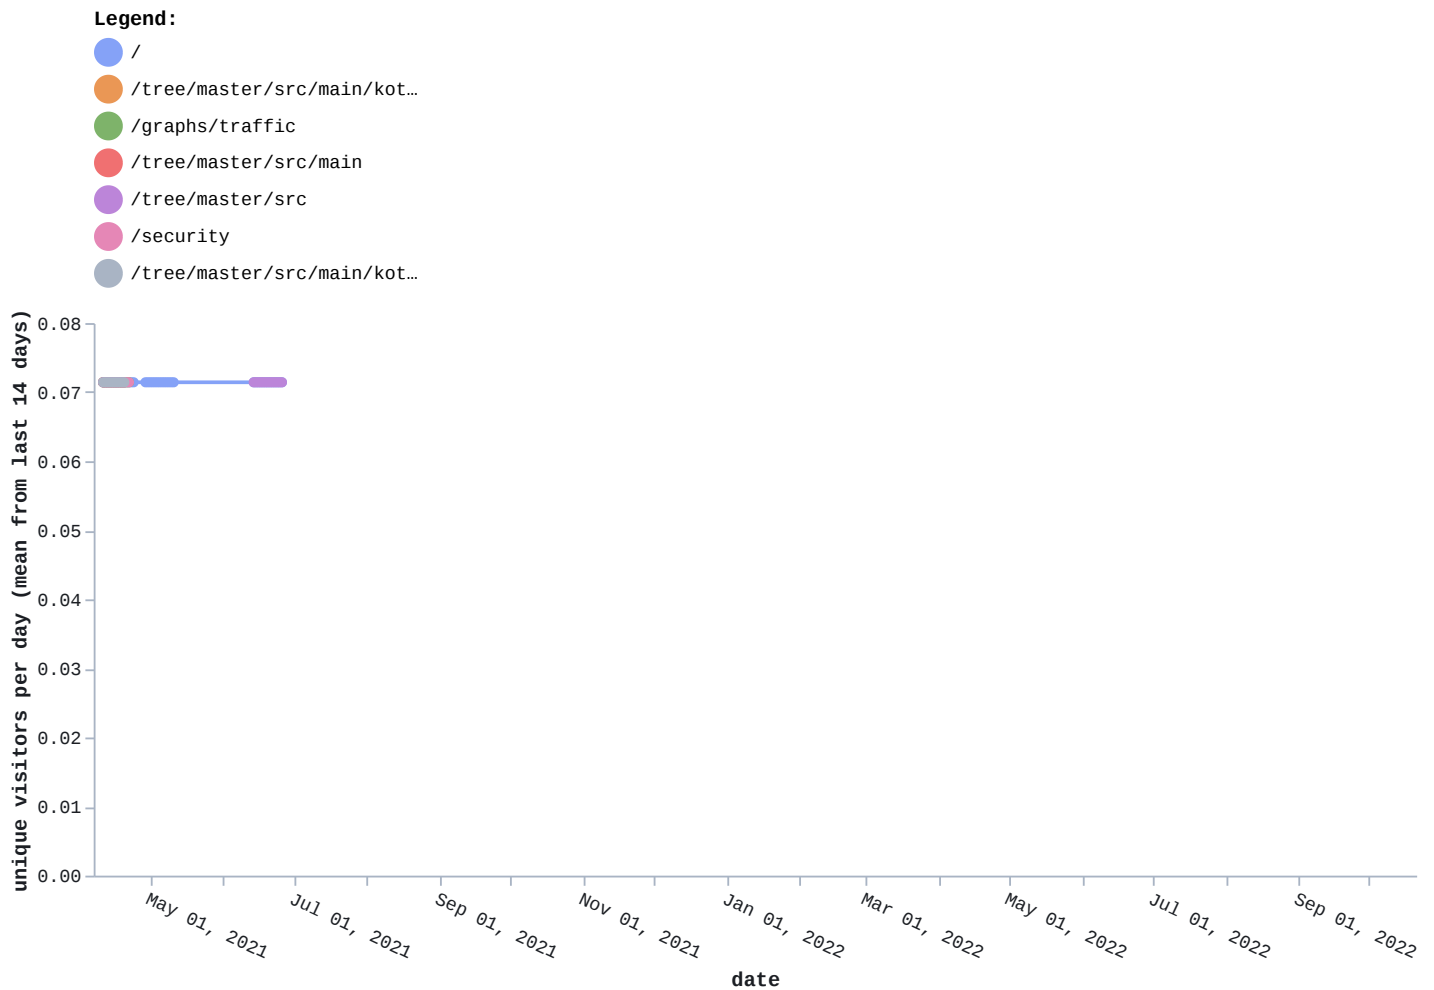 Legend:
/
/tree/master/src/main/kot…
/graphs/traffic
/tree/master/src/main
/tree/master/src
/security
/tree/master/src/main/kot…
unique visitors per day (mean from last 14 days)
0.08
0.07
0.06
0.05
0.04
0.03
0.02
0.01
0.00
May 01, 2021
Jul 01, 2021
Sep 01, 2021
Nov 01, 2021
Jan 01, 2022
Mar 01, 2022
May 01, 2022
Jul 01, 2022
Sep 01, 2022
date